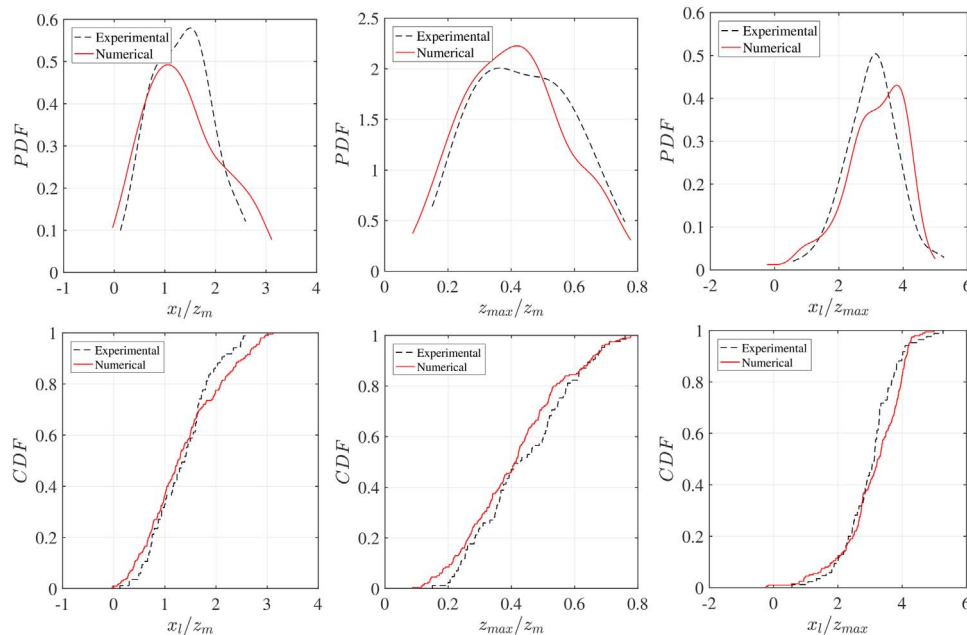 0.6
0.5
0.4
0.3
0.2
0.1
0
-1
0
1
2
3
4
PDF
x_l/z_m
Experimental
Numerical
2.5
2
1.5
1
0.5
0
0
0.2
0.4
0.6
0.8
PDF
z_max/z_m
Experimental
Numerical
0.6
0.5
0.4
0.3
0.2
0.1
0
-2
0
2
4
6
PDF
x_l/z_max
Experimental
Numerical
1
0.8
0.6
0.4
0.2
0
-1
0
1
2
3
4
CDF
x_l/z_m
Experimental
Numerical
1
0.8
0.6
0.4
0.2
0
0
0.2
0.4
0.6
0.8
CDF
z_max/z_m
Experimental
Numerical
1
0.8
0.6
0.4
0.2
0
-2
0
2
4
6
CDF
x_l/z_max
Experimental
Numerical